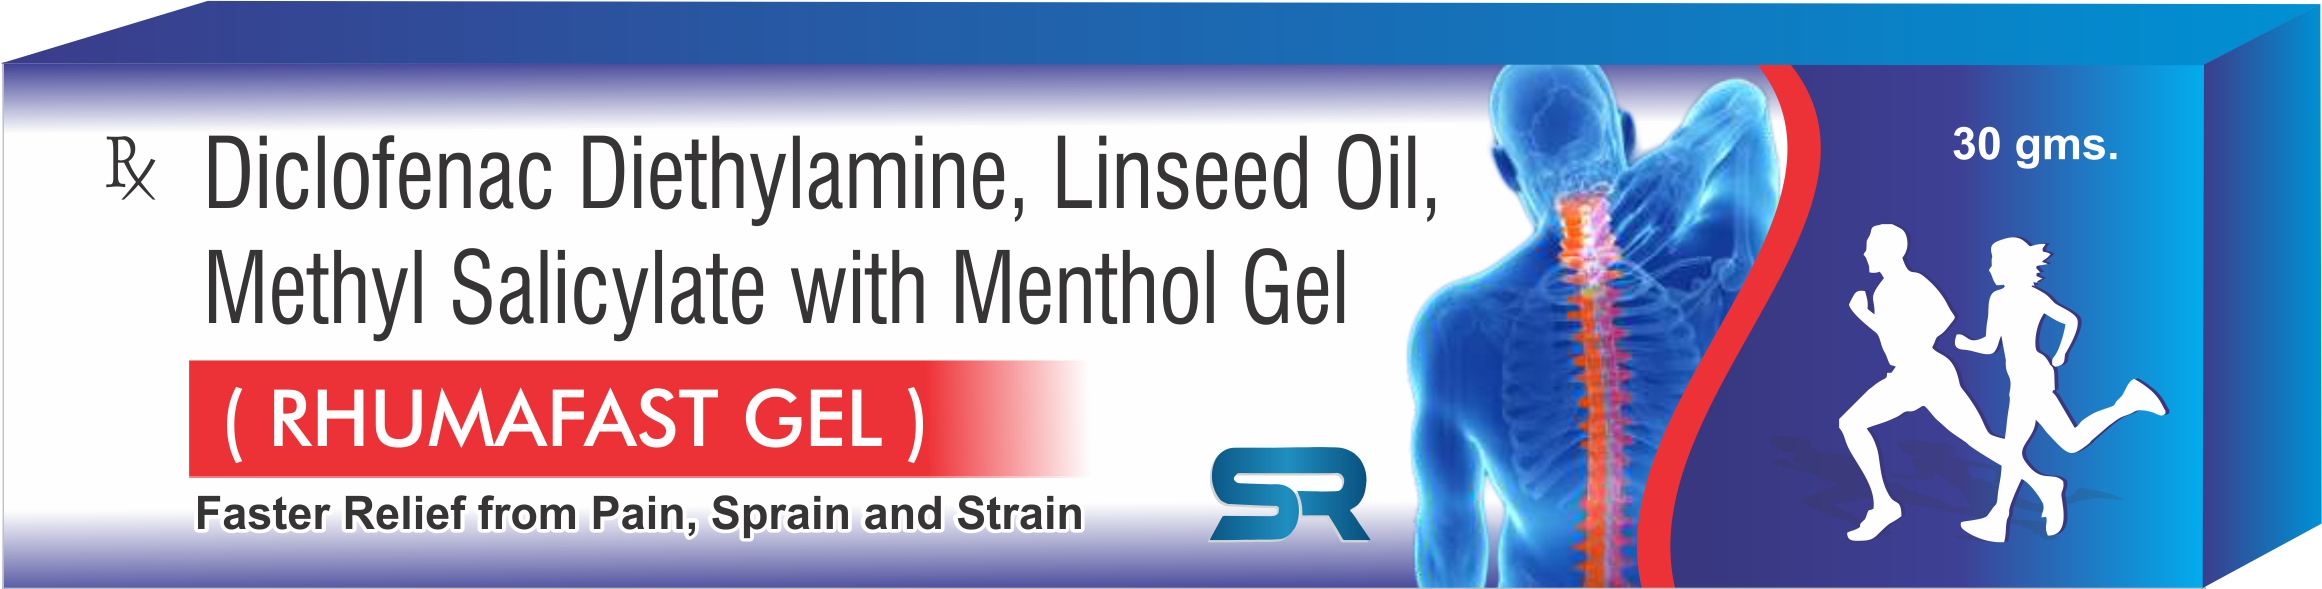 ℞ Diclofenac Diethylamine, Linseed Oil,
Methyl Salicylate with Menthol Gel
( RHUMAFAST GEL )
Faster Relief from Pain, Sprain and Strain
SR
30 gms.